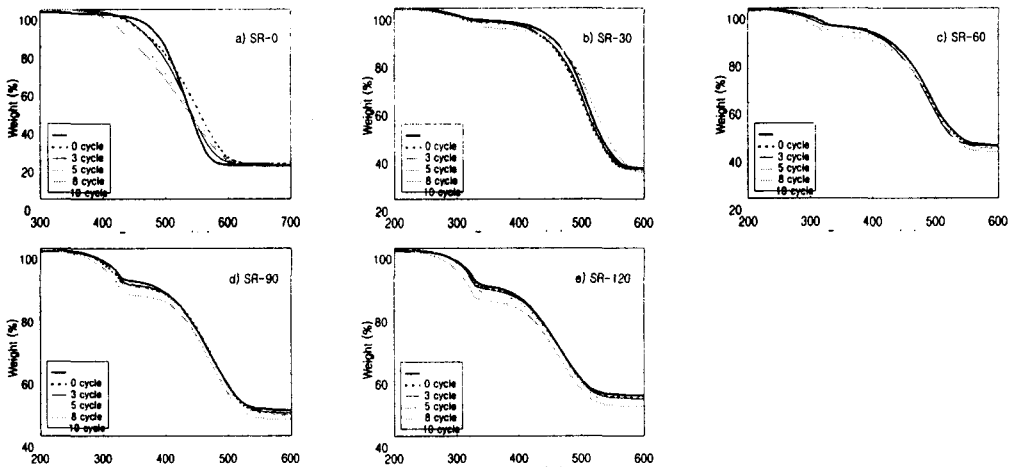 a) SR-0
Weight (%)
100
80
60
40
20
0
0 cycle
3 cycle
5 cycle
8 cycle
10 cycle
300 400 500 600 700
b) SR-30
Weight (%)
100
80
60
40
20
0 cycle
3 cycle
5 cycle
8 cycle
10 cycle
200 300 400 500 600
c) SR-60
Weight (%)
100
80
60
40
20
0 cycle
3 cycle
5 cycle
8 cycle
10 cycle
200 300 400 500 600
d) SR-90
Weight (%)
100
80
60
40
0 cycle
3 cycle
5 cycle
8 cycle
10 cycle
200 300 400 500 600
e) SR-120
Weight (%)
100
80
60
40
0 cycle
3 cycle
5 cycle
8 cycle
10 cycle
200 300 400 500 600